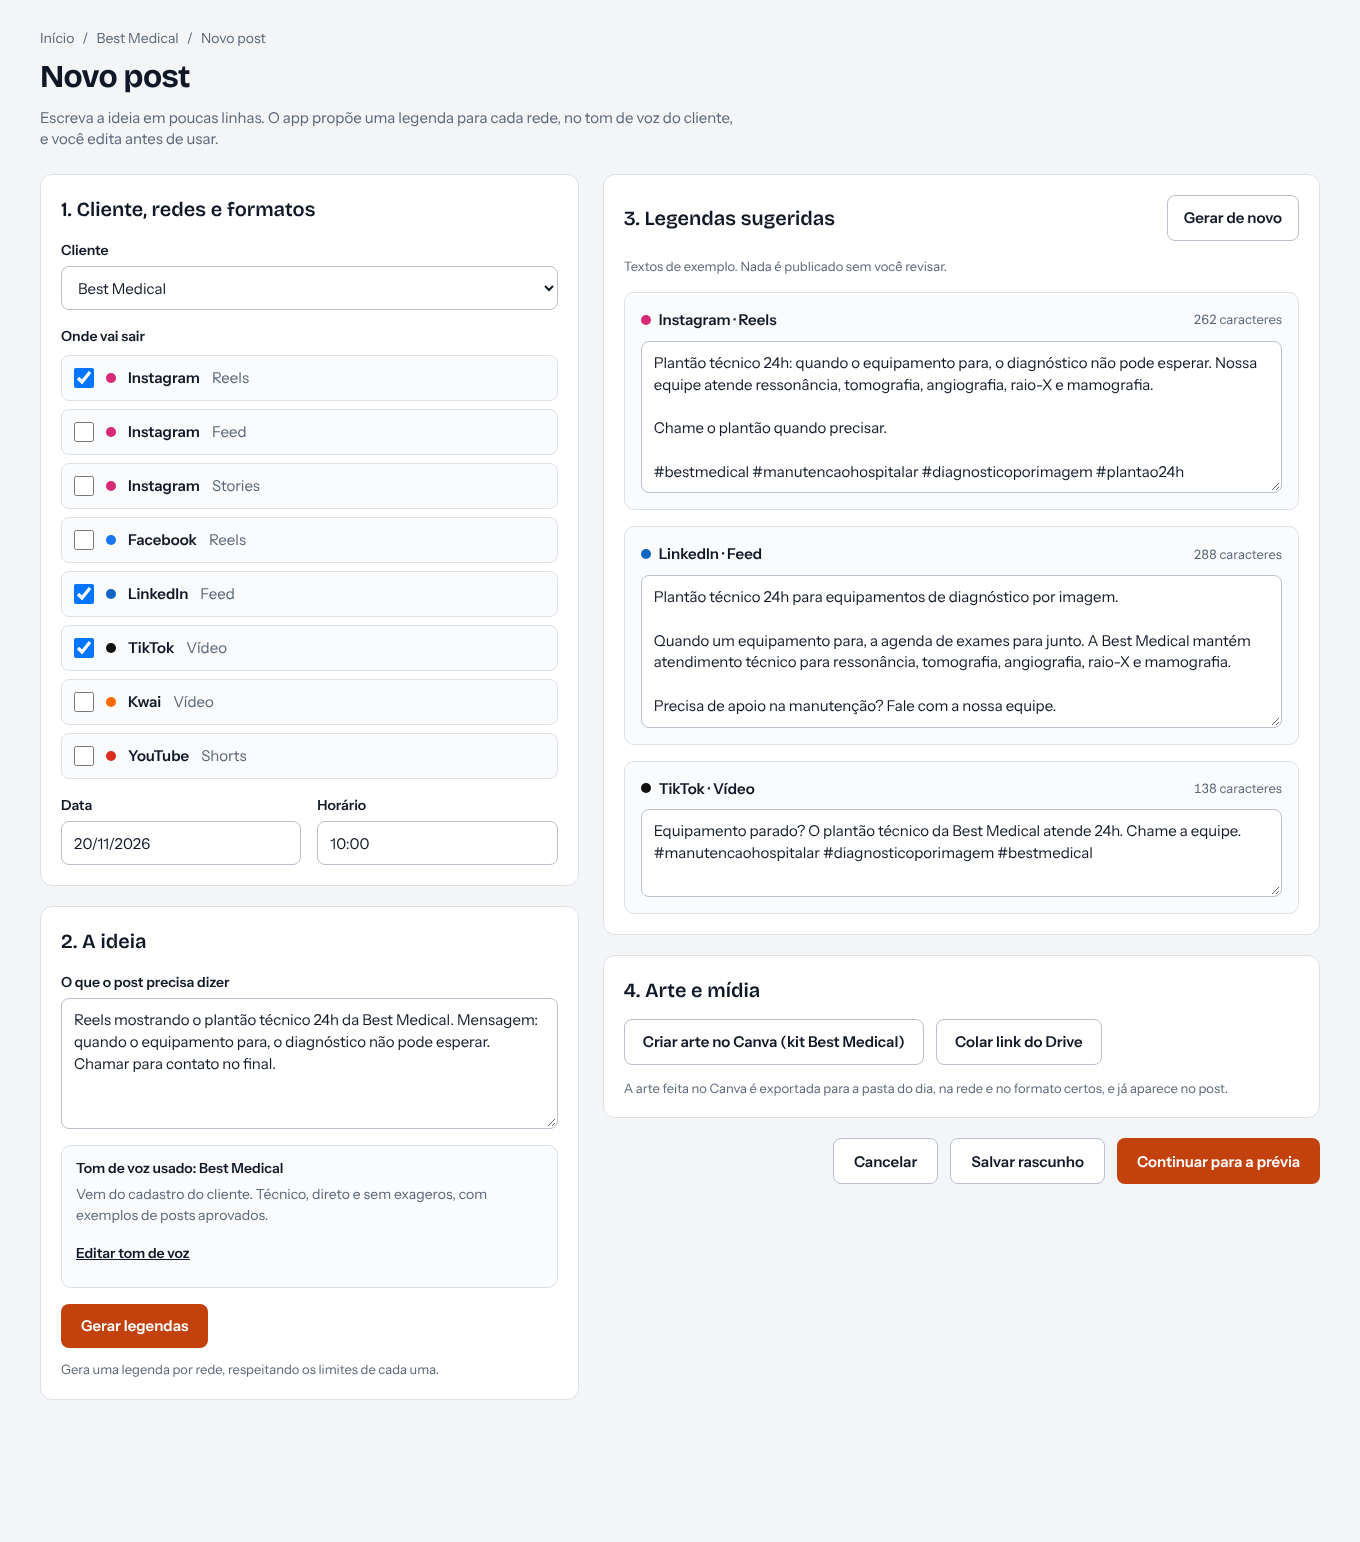 Início / Best Medical / Novo post
Novo post
Escreva a ideia em poucas linhas. O app propõe uma legenda para cada rede, no tom de voz do cliente,
e você edita antes de usar.
1. Cliente, redes e formatos
Cliente
Best Medical
Onde vai sair
Instagram Reels
Instagram Feed
Instagram Stories
Facebook Reels
LinkedIn Feed
TikTok Vídeo
Kwai Vídeo
YouTube Shorts
Data
Horário
20/11/2026
10:00
2. A ideia
O que o post precisa dizer
Reels mostrando o plantão técnico 24h da Best Medical. Mensagem:
quando o equipamento para, o diagnóstico não pode esperar.
Chamar para contato no final.
Tom de voz usado: Best Medical
Vem do cadastro do cliente. Técnico, direto e sem exageros, com
exemplos de posts aprovados.
Editar tom de voz
Gerar legendas
Gera uma legenda por rede, respeitando os limites de cada uma.
3. Legendas sugeridas
Gerar de novo
Textos de exemplo. Nada é publicado sem você revisar.
Instagram · Reels
262 caracteres
Plantão técnico 24h: quando o equipamento para, o diagnóstico não pode esperar. Nossa
equipe atende ressonância, tomografia, angiografia, raio-X e mamografia.
Chame o plantão quando precisar.
#bestmedical #manutencaohospitalar #diagnosticoporimagem #plantao24h
LinkedIn · Feed
288 caracteres
Plantão técnico 24h para equipamentos de diagnóstico por imagem.
Quando um equipamento para, a agenda de exames para junto. A Best Medical mantém
atendimento técnico para ressonância, tomografia, angiografia, raio-X e mamografia.
Precisa de apoio na manutenção? Fale com a nossa equipe.
TikTok · Vídeo
138 caracteres
Equipamento parado? O plantão técnico da Best Medical atende 24h. Chame a equipe.
#manutencaohospitalar #diagnosticoporimagem #bestmedical
4. Arte e mídia
Criar arte no Canva (kit Best Medical)
Colar link do Drive
A arte feita no Canva é exportada para a pasta do dia, na rede e no formato certos, e já aparece no post.
Cancelar
Salvar rascunho
Continuar para a prévia